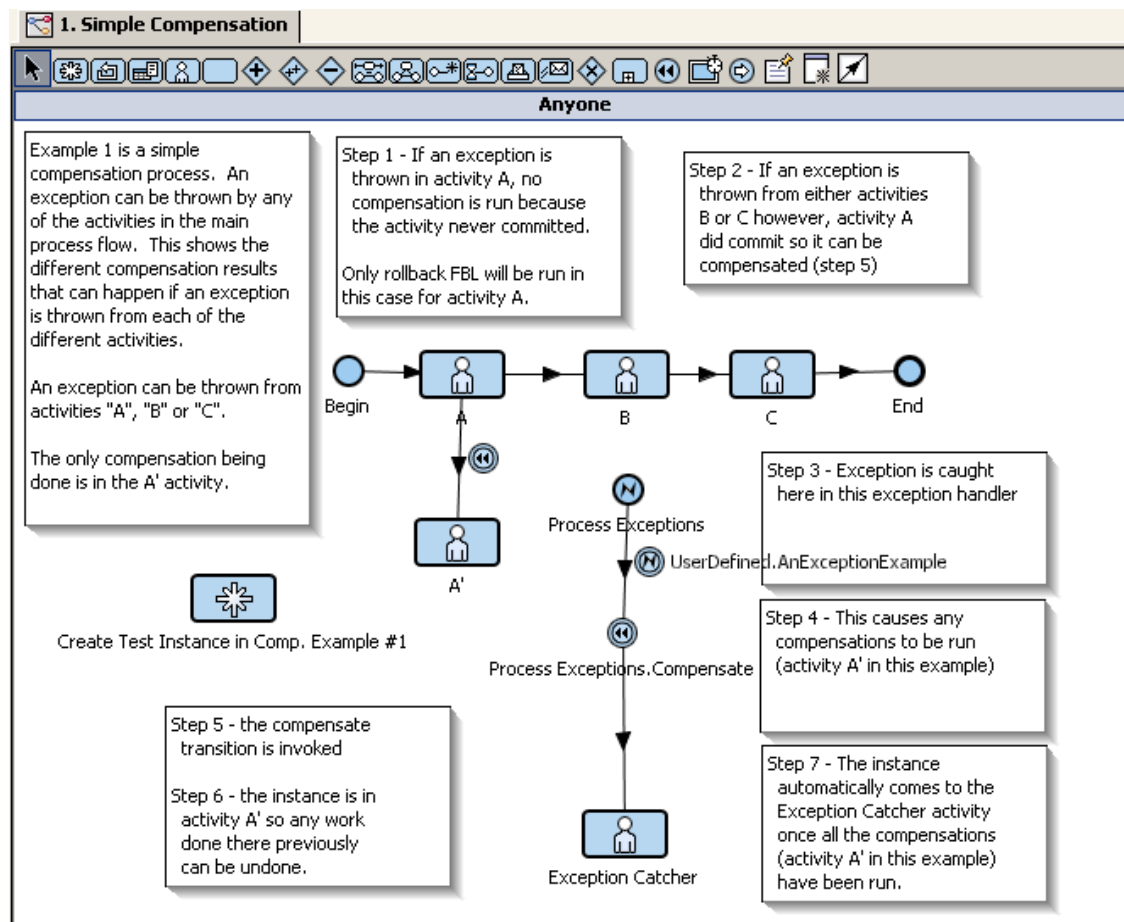 1. Simple Compensation
Anyone
Example 1 is a simple
compensation process. An
exception can be thrown by any
of the activities in the main
process flow. This shows the
different compensation results
that can happen if an exception
is thrown from each of the
different activities.
An exception can be thrown from
activities "A", "B" or "C".
The only compensation being
done is in the A' activity.
Step 1 - If an exception is
thrown in activity A, no
compensation is run because
the activity never committed.
Only rollback FBL will be run in
this case for activity A.
Step 2 - If an exception is
thrown from either activities
B or C however, activity A
did commit so it can be
compensated (step 5)
Begin
A
B
C
End
A'
Process Exceptions
UserDefined.AnExceptionExample
Process Exceptions.Compensate
Exception Catcher
Step 3 - Exception is caught
here in this exception handler
Create Test Instance in Comp. Example #1
Step 4 - This causes any
compensations to be run
(activity A' in this example)
Step 5 - the compensate
transition is invoked
Step 6 - the instance is in
activity A' so any work
done there previously
can be undone.
Step 7 - The instance
automatically comes to the
Exception Catcher activity
once all the compensations
(activity A' in this example)
have been run.